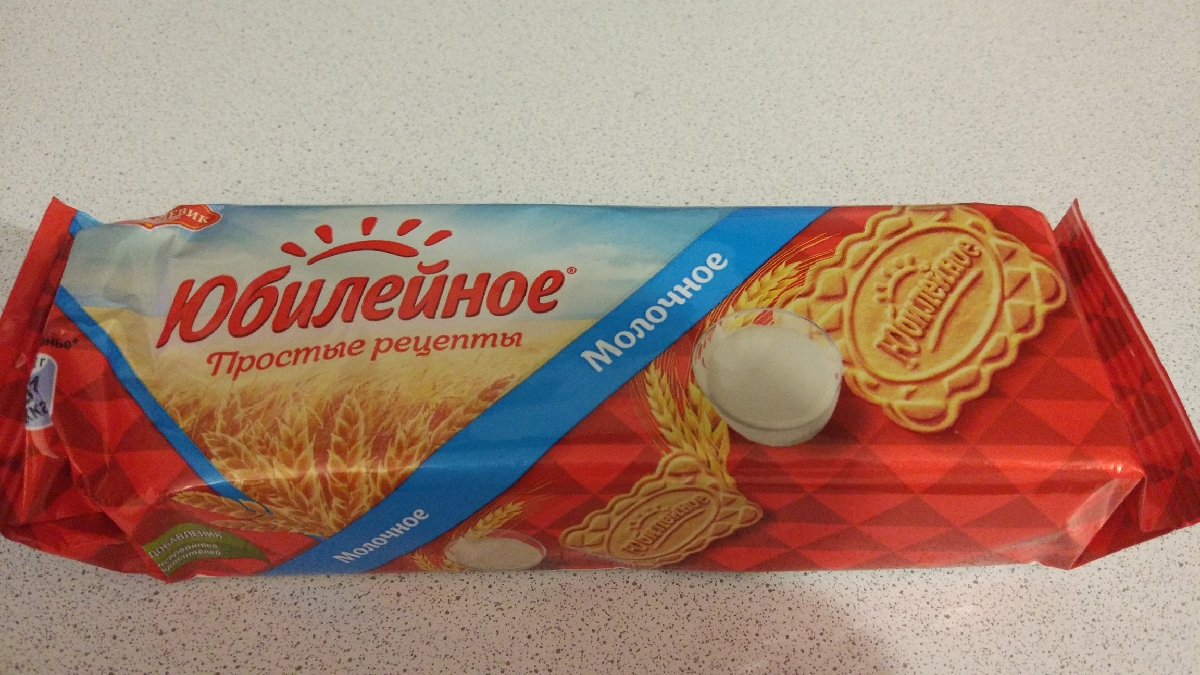 Юбилейное®
Простые рецепты
Молочное
Юбилейное
Молочное
Юбилейное